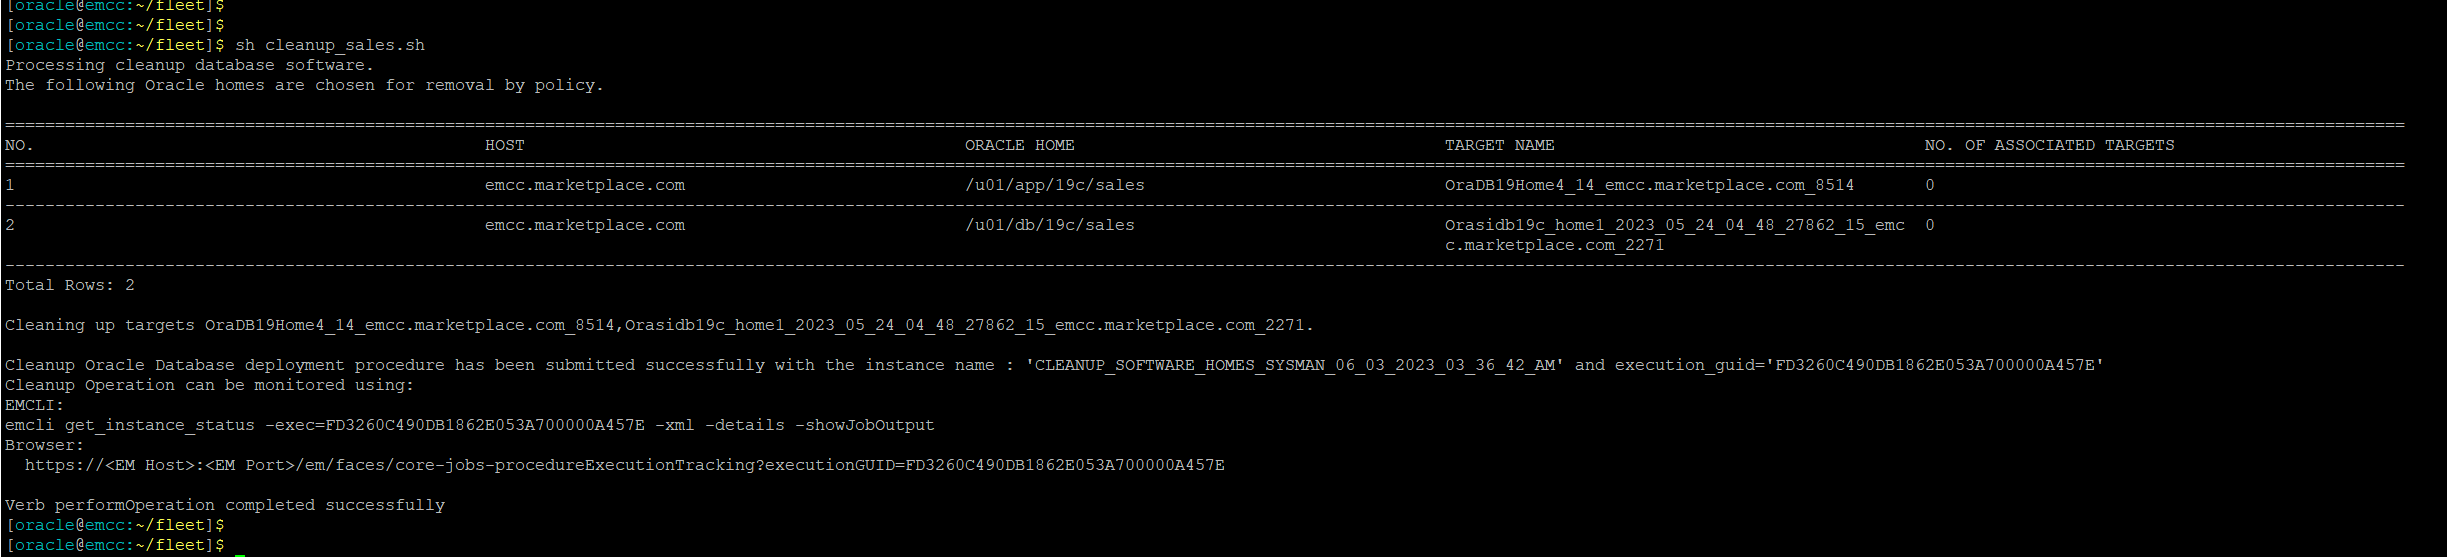 [oracle@emcc:~/fleet]$
[oracle@emcc:~/fleet]$
[oracle@emcc:~/fleet]$ sh cleanup_sales.sh
Processing cleanup database software.
The following Oracle homes are chosen for removal by policy.
================================================================================================================================================================================================================================================
NO. HOST ORACLE HOME TARGET NAME NO. OF ASSOCIATED TARGETS
================================================================================================================================================================================================================================================
1 emcc.marketplace.com /u01/app/19c/sales OraDB19Home4_14_emcc.marketplace.com_8514 0
------------------------------------------------------------------------------------------------------------------------------------------------------------------------------------------------------------------------------------------------
2 emcc.marketplace.com /u01/db/19c/sales Orasidb19c_home1_2023_05_24_04_48_27862_15_emc 0
c.marketplace.com_2271
------------------------------------------------------------------------------------------------------------------------------------------------------------------------------------------------------------------------------------------------
Total Rows: 2
Cleaning up targets OraDB19Home4_14_emcc.marketplace.com_8514,Orasidb19c_home1_2023_05_24_04_48_27862_15_emcc.marketplace.com_2271.
Cleanup Oracle Database deployment procedure has been submitted successfully with the instance name : 'CLEANUP_SOFTWARE_HOMES_SYSMAN_06_03_2023_03_36_42_AM' and execution_guid='FD3260C490DB1862E053A700000A457E'
Cleanup Operation can be monitored using:
EMCLI:
emcli get_instance_status -exec=FD3260C490DB1862E053A700000A457E -xml -details -showJobOutput
Browser:
https://<EM Host>:<EM Port>/em/faces/core-jobs-procedureExecutionTracking?executionGUID=FD3260C490DB1862E053A700000A457E
Verb performOperation completed successfully
[oracle@emcc:~/fleet]$
[oracle@emcc:~/fleet]$